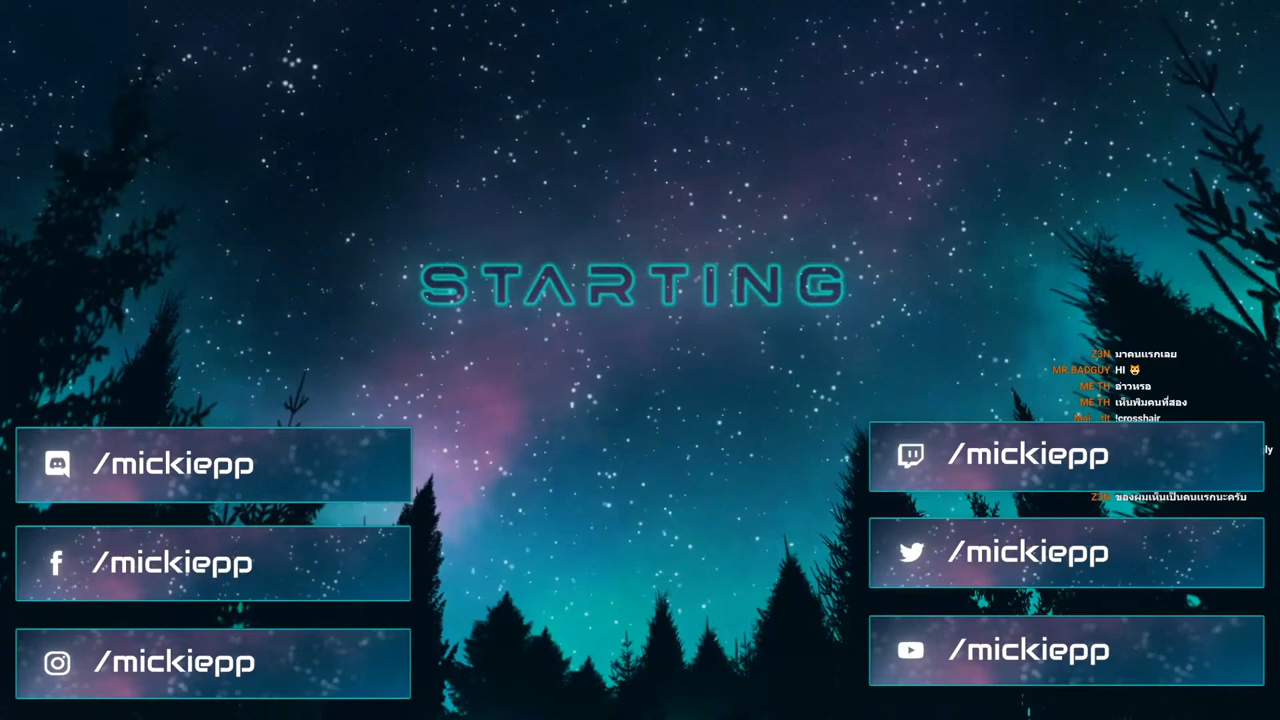 STARTING
Z3N มาคนแรกเลย
MR.BADGUY HI
ME TH อ่าวหรอ
ME TH เห็นพิมคนที่สอง
!crosshair
/mickiepp
/mickiepp
ly
Z3N ของผมเห็นเป็นคนแรกนะครับ
/mickiepp
/mickiepp
/mickiepp
/mickiepp